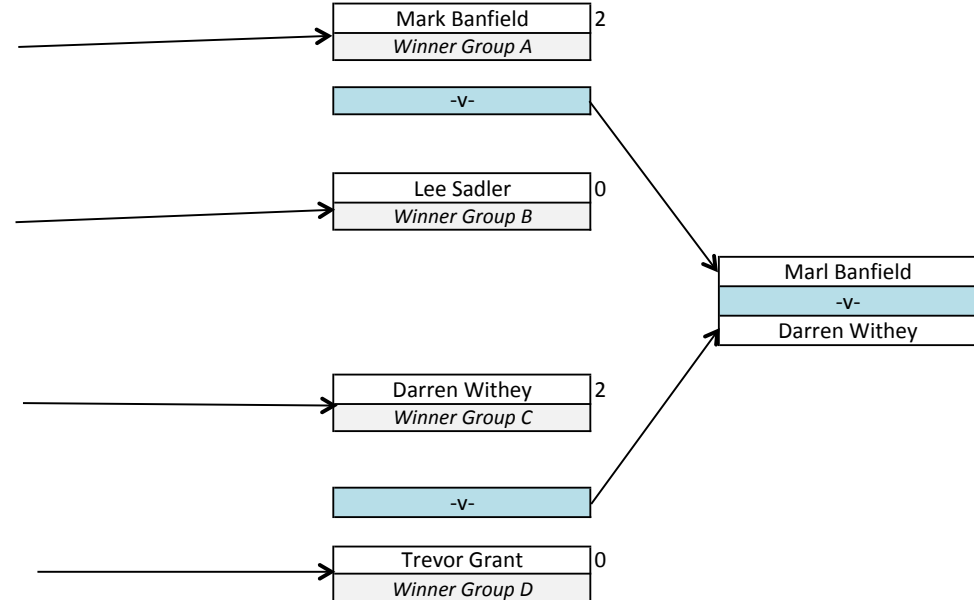 Mark Banfield 2
Winner Group A
-v-
Lee Sadler 0
Winner Group B
Marl Banfield
-v-
Darren Withey
Darren Withey 2
Winner Group C
-v-
Trevor Grant 0
Winner Group D